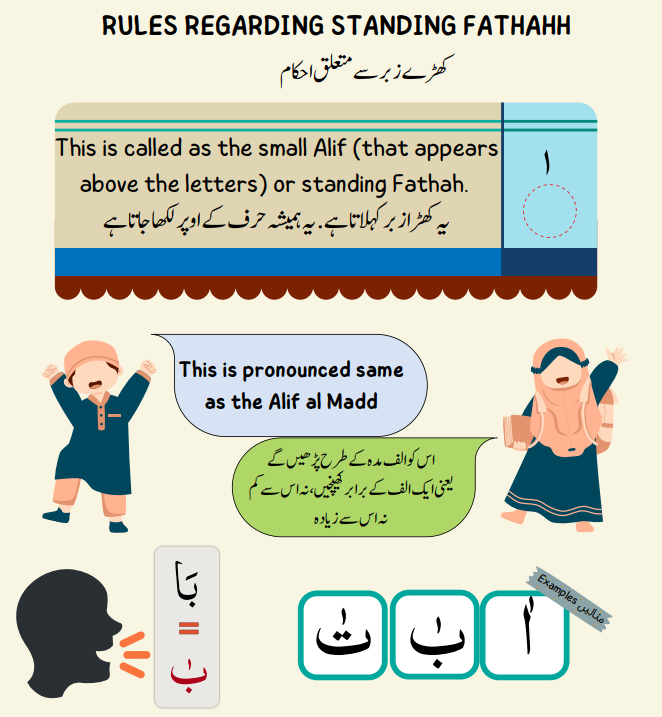 RULES REGARDING STANDING FATHAHH
کھڑے زبر سے متعلق احکام
This is called as the small Alif (that appears
above the letters) or standing Fathah.
یہ کھڑا زبر کہلاتا ہے. یہ ہمیشہ حرف کے اوپر لکھا جاتا ہے
ا
This is pronounced same
as the Alif al Madd
اس کو الف مدہ کے طرح پڑھیں گے
یعنی ایک الف کے برابر کھینچیں، نہ اس سے کم
نہ اس سے زیادہ
بَا
=
بٰ
Examples مثالیں
اٰ
بٰ
تٰ